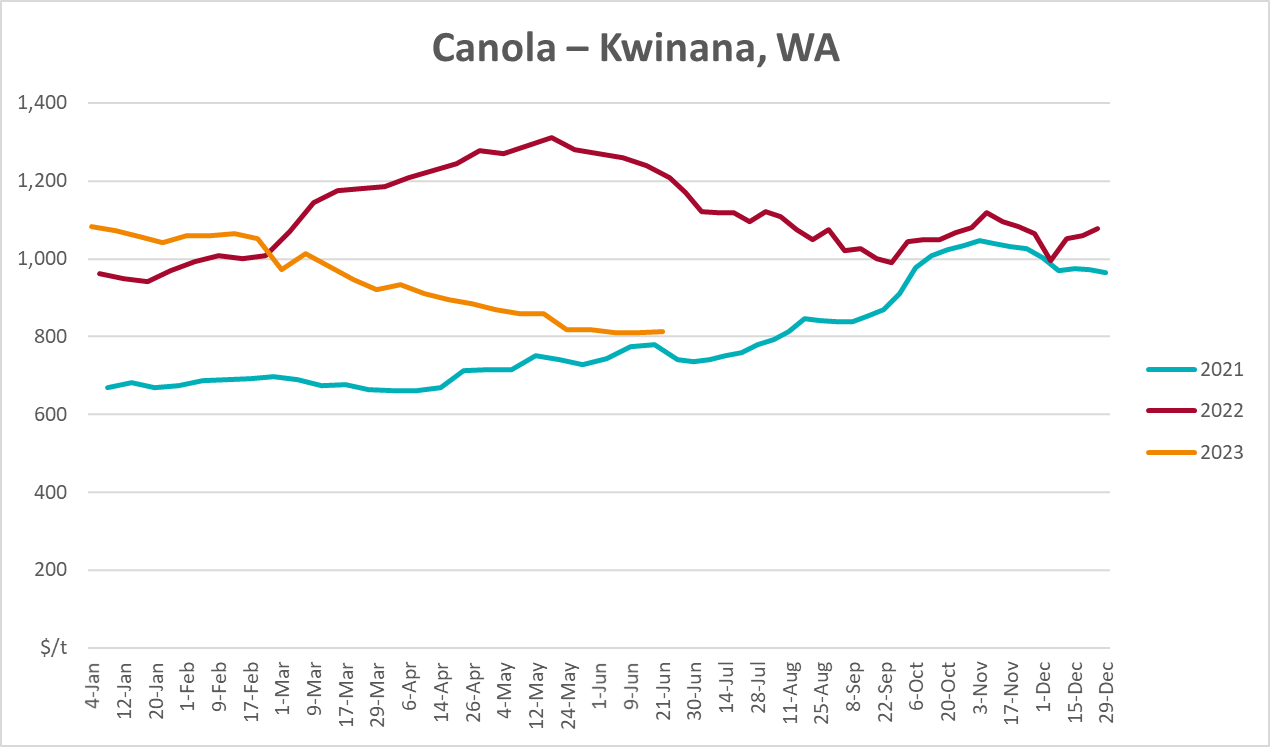 Canola – Kwinana, WA
1,400
1,200
1,000
800
600
400
200
$/t
4-Jan
12-Jan
20-Jan
1-Feb
9-Feb
17-Feb
1-Mar
9-Mar
17-Mar
29-Mar
6-Apr
14-Apr
26-Apr
4-May
12-May
24-May
1-Jun
9-Jun
21-Jun
30-Jun
14-Jul
28-Jul
11-Aug
25-Aug
8-Sep
22-Sep
6-Oct
20-Oct
3-Nov
17-Nov
1-Dec
15-Dec
29-Dec
2021
2022
2023